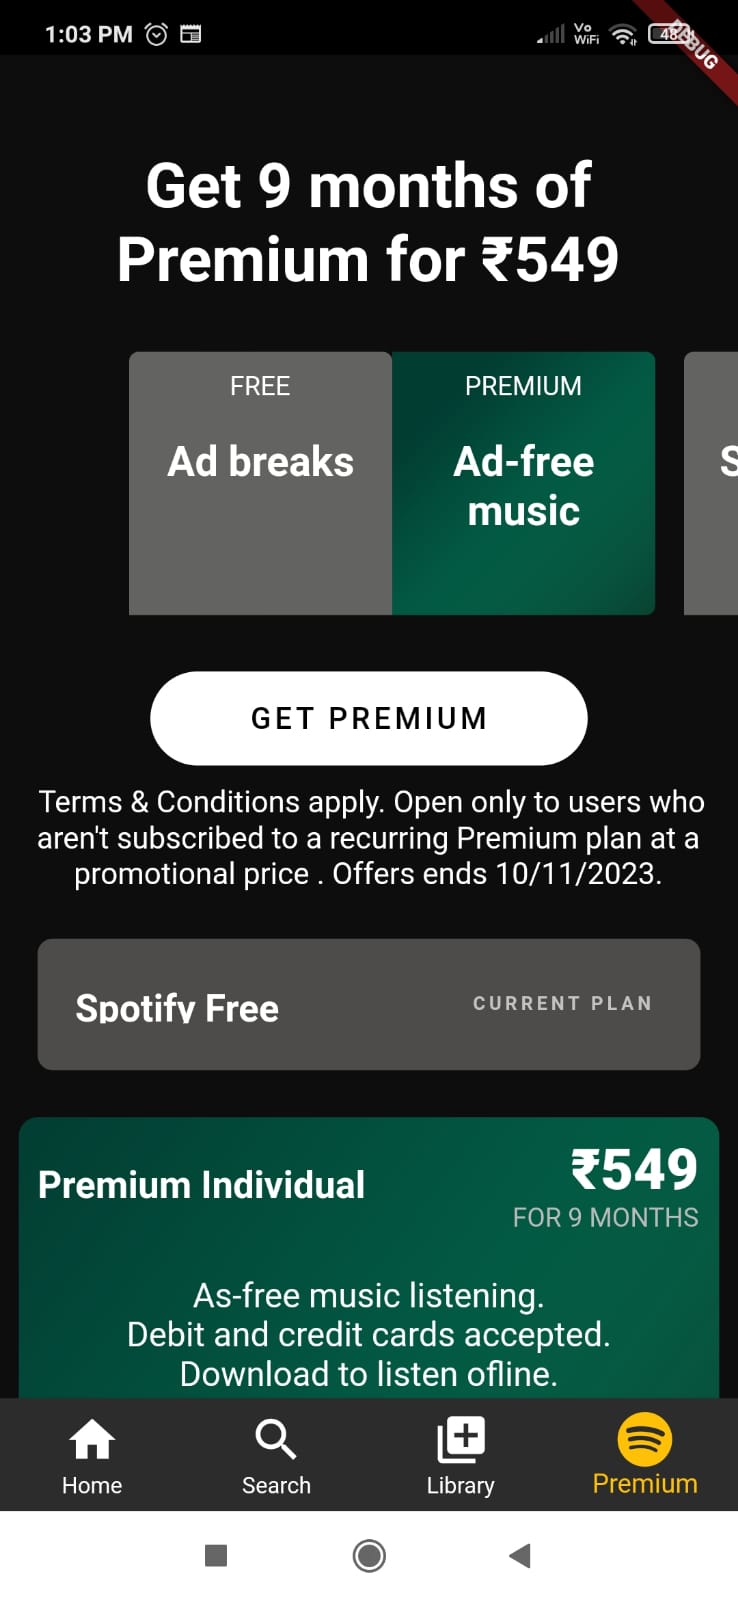 1:03 PM
Vo
WiFi
48
DEBUG
Get 9 months of
Premium for ₹549
FREE
PREMIUM
Ad breaks
Ad-free
music
S
GET PREMIUM
Terms & Conditions apply. Open only to users who
aren't subscribed to a recurring Premium plan at a
promotional price . Offers ends 10/11/2023.
Spotify Free
CURRENT PLAN
Premium Individual
₹549
FOR 9 MONTHS
As-free music listening.
Debit and credit cards accepted.
Download to listen ofline.
Home
Search
Library
Premium